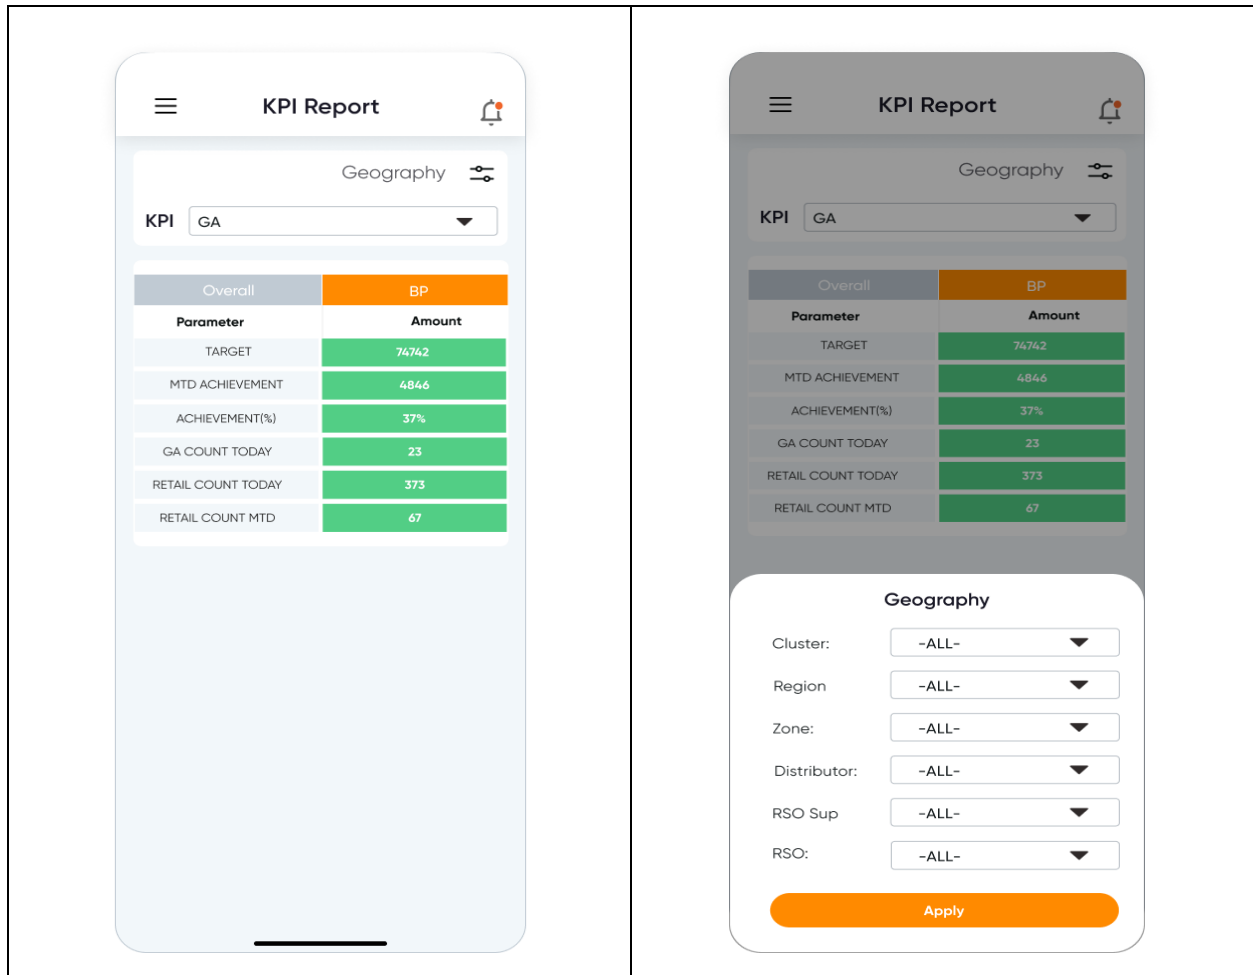 KPI Report
Geography
KPI GA
Overall BP
Parameter Amount
TARGET 74742
MTD ACHIEVEMENT 4846
ACHIEVEMENT(%) 37%
GA COUNT TODAY 23
RETAIL COUNT TODAY 373
RETAIL COUNT MTD 67
KPI Report
Geography
KPI GA
Overall BP
Parameter Amount
TARGET 74742
MTD ACHIEVEMENT 4846
ACHIEVEMENT(%) 37%
GA COUNT TODAY 23
RETAIL COUNT TODAY 373
RETAIL COUNT MTD 67
Geography
Cluster: -ALL-
Region -ALL-
Zone: -ALL-
Distributor: -ALL-
RSO Sup -ALL-
RSO: -ALL-
Apply